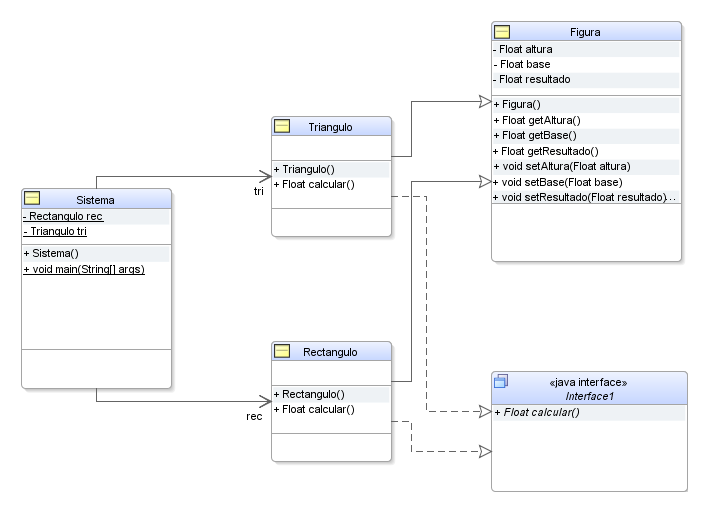 Figura
- Float altura
- Float base
- Float resultado
+ Figura()
+ Float getAltura()
+ Float getBase()
+ Float getResultado()
+ void setAltura(Float altura)
+ void setBase(Float base)
+ void setResultado(Float resultado)...
Triangulo
+ Triangulo()
+ Float calcular()
tri
Sistema
- Rectangulo rec
- Triangulo tri
+ Sistema()
+ void main(String[] args)
Rectangulo
+ Rectangulo()
+ Float calcular()
rec
«java interface»
Interface1
+ Float calcular()